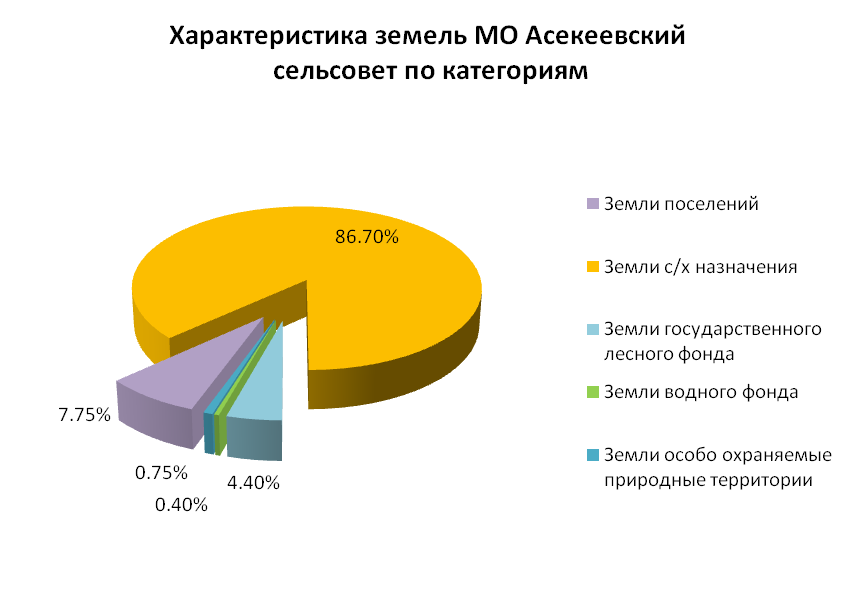 Характеристика земель МО Асекеевский
сельсовет по категориям
86.70%
7.75%
0.75%
0.40%
4.40%
Земли поселений
Земли с/х назначения
Земли государственного
лесного фонда
Земли водного фонда
Земли особо охраняемые
природные территории